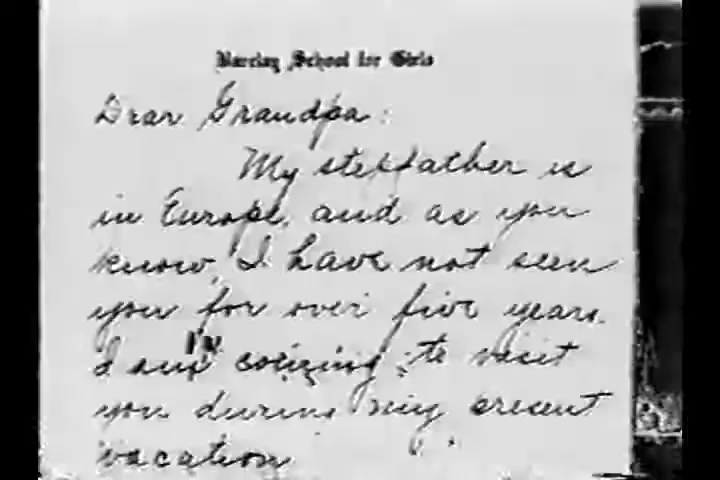 Barclay School for Girls
Dear Grandpa:
My stepfather is
in Europe, and as you
know, I have not seen
you for over five years.
I am coming to visit
you during my present
vacation